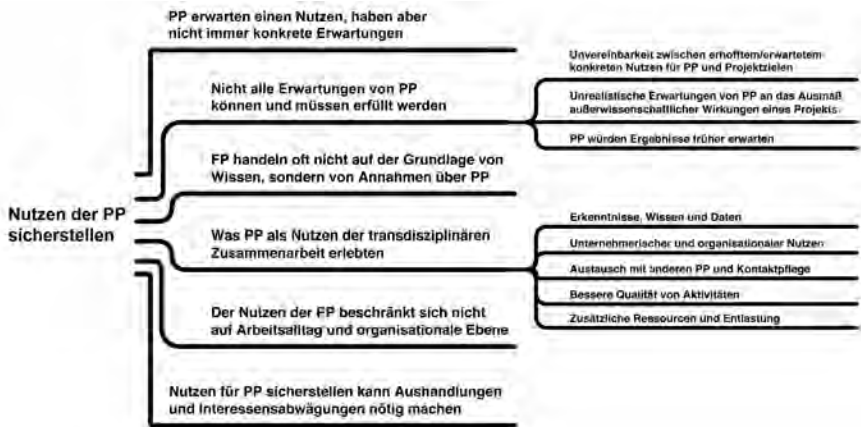 PP erwarten einen Nutzen, haben aber
nicht immer konkrete Erwartungen
Nicht alle Erwartungen von PP
können und müssen erfüllt werden
Unvereinbarkeit zwischen erhofftem/erwartetem
konkreten Nutzen für PP und Projektzielen
Unrealistische Erwartungen von PP an das Ausmaß
außerwissenschaftlicher Wirkungen eines Projekts
PP würden Ergebnisse früher erwarten
FP handeln oft nicht auf der Grundlage von
Wissen, sondern von Annahmen über PP
Nutzen der PP
sicherstellen
Was PP als Nutzen der transdisziplinären
Zusammenarbeit erlebten
Erkenntnisse, Wissen und Daten
Unternehmerischer und organisationaler Nutzen
Austausch mit anderen PP und Kontaktpflege
Bessere Qualität von Aktivitäten
Zusätzliche Ressourcen und Entlastung
Der Nutzen der FP beschränkt sich nicht
auf Arbeitsalltag und organisationale Ebene
Nutzen für PP sicherstellen kann Aushandlungen
und Interessensabwägungen nötig machen